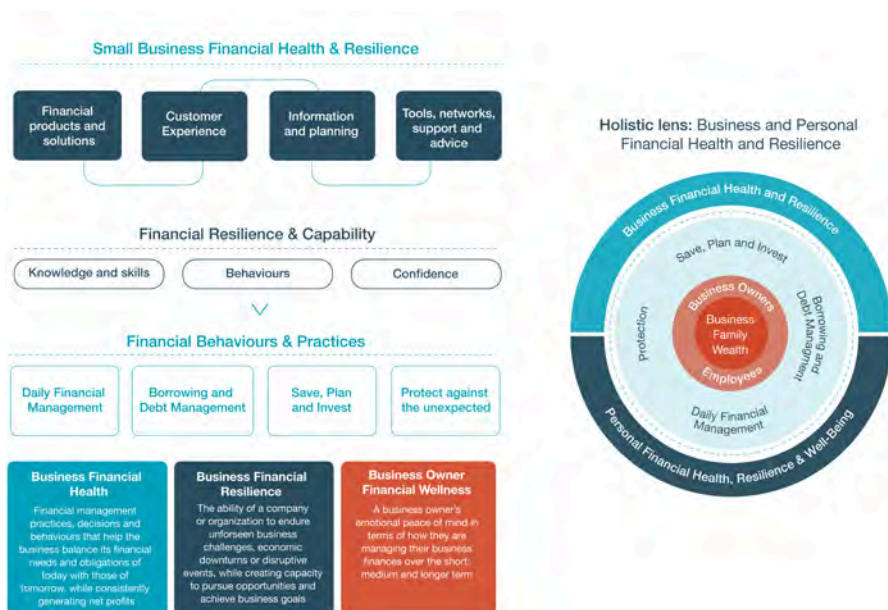 Small Business Financial Health & Resilience
Financial
products and
solutions
Customer
Experience
Information
and planning
Tools, networks,
support and
advice
Financial Resilience & Capability
Knowledge and skills
Behaviours
Confidence
Financial Behaviours & Practices
Daily Financial
Management
Borrowing and
Debt Management
Save, Plan
and Invest
Protect against
the unexpected
Business Financial
Health
Financial management
practices, decisions and
behaviours that help the
business balance its financial
needs and obligations of
today with those of
tomorrow, while consistently
generating net profits
Business Financial
Resilience
The ability of a company
or organization to endure
unforseen business
challenges, economic
downturns or disruptive
events, while creating capacity
to pursue opportunities and
achieve business goals
Business Owner
Financial Wellness
A business owner's
emotional peace of mind in
terms of how they are
managing their business
finances over the short,
medium and longer term
Holistic lens: Business and Personal
Financial Health and Resilience
Business Financial Health and Resilience
Save, Plan and Invest
Protection
Borrowing and
Debt Managment
Business Owners
Business
Family
Wealth
Employees
Daily Financial
Management
Personal Financial Health, Resilience & Well-Being